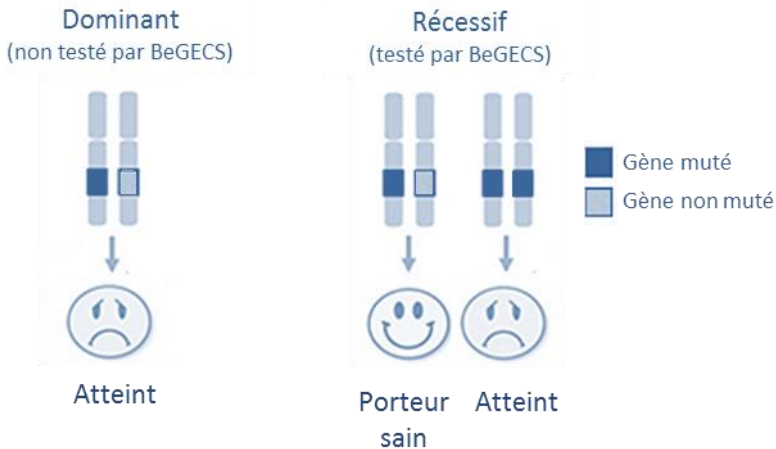 Dominant
(non testé par BeGECS)
Récessif
(testé par BeGECS)
Gène muté
Gène non muté
Atteint
Porteur
sain
Atteint